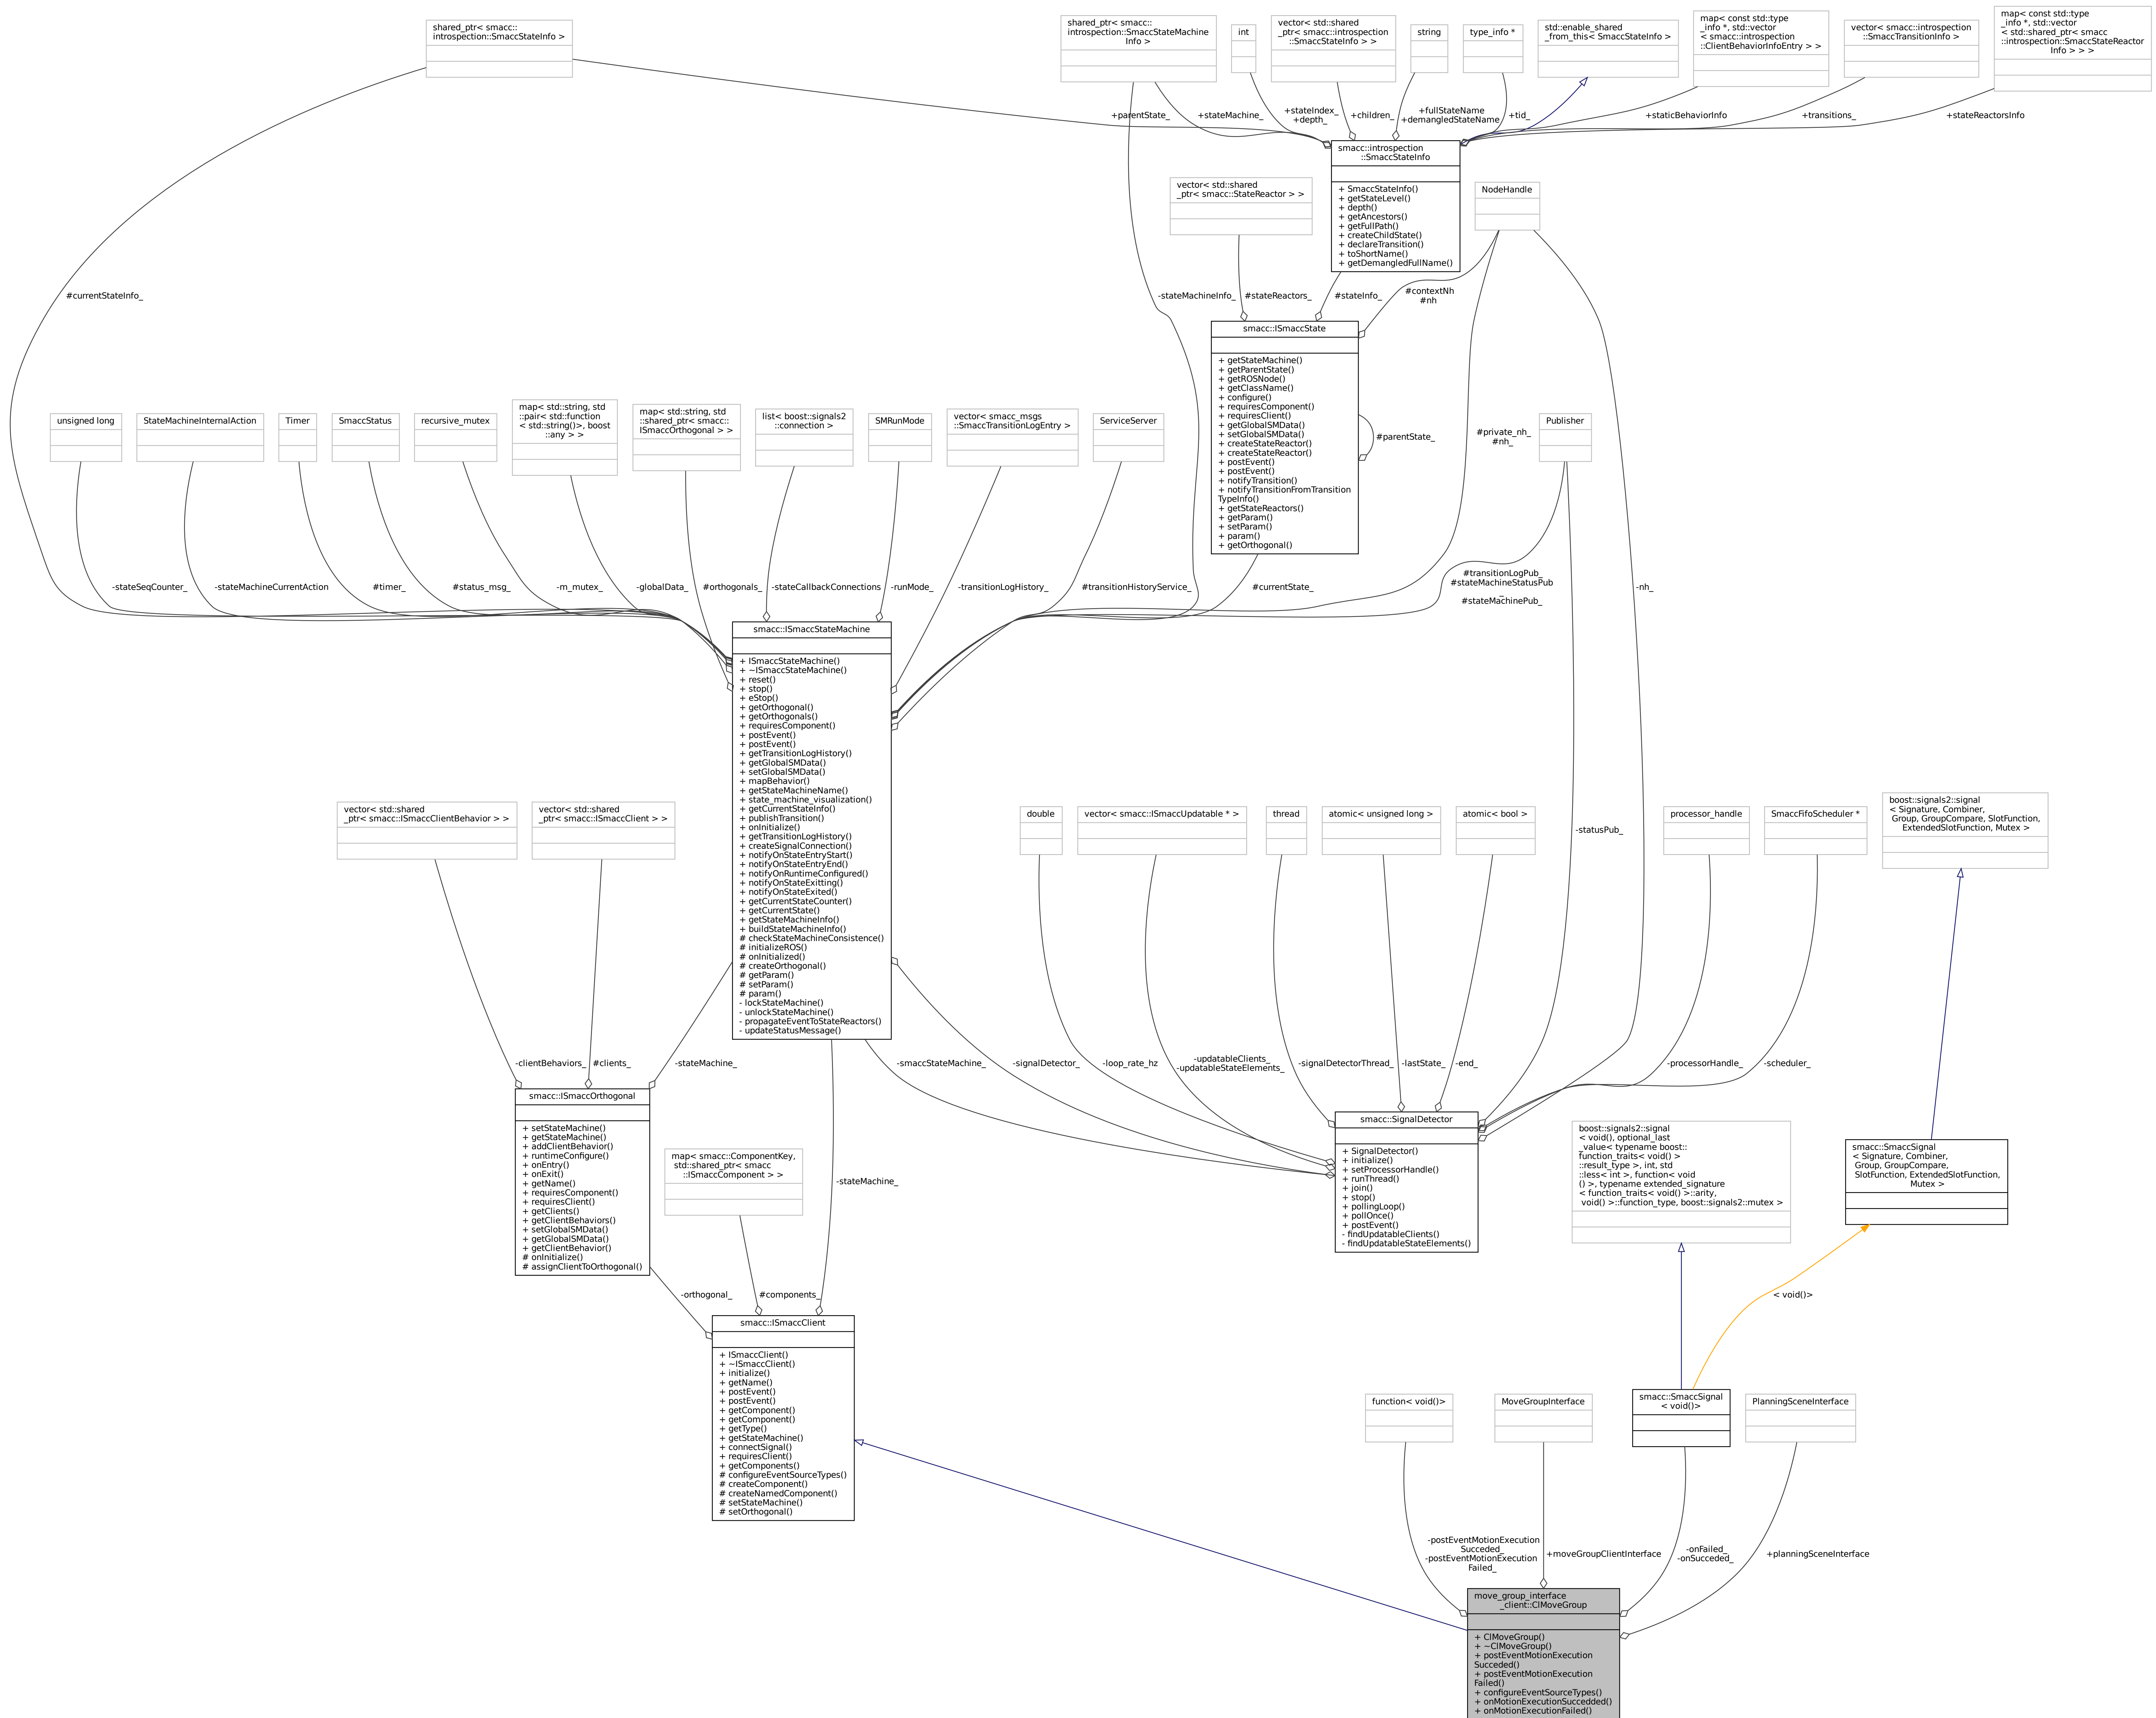 shared_ptr< smacc::
introspection::SmaccStateInfo >
shared_ptr< smacc::
introspection::SmaccStateMachine
Info >
int
vector< std::shared
_ptr< smacc::introspection
::SmaccStateInfo > >
string
type_info *
std::enable_shared
_from_this< SmaccStateInfo >
map< const std::type
_info *, std::vector
< smacc::introspection
::ClientBehaviorInfoEntry > >
vector< smacc::introspection
::SmaccTransitionInfo >
map< const std::type
_info *, std::vector
< std::shared_ptr< smacc
::introspection::SmaccStateReactor
Info > > >
+parentState_
+stateMachine_
+stateIndex_
+depth_
+children_
+fullStateName
+demangledStateName
+tid_
+staticBehaviorInfo
+transitions_
+stateReactorsInfo
smacc::introspection
::SmaccStateInfo
+ SmaccStateInfo()
+ getStateLevel()
+ depth()
+ getAncestors()
+ getFullPath()
+ createChildState()
+ declareTransition()
+ toShortName()
+ getDemangledFullName()
vector< std::shared
_ptr< smacc::StateReactor > >
NodeHandle
#currentStateInfo_
-stateMachineInfo_
#stateReactors_
#stateInfo_
#contextNh
#nh
smacc::ISmaccState
+ getStateMachine()
+ getParentState()
+ getROSNode()
+ getClassName()
+ configure()
+ requiresComponent()
+ requiresClient()
+ getGlobalSMData()
+ setGlobalSMData()
+ createStateReactor()
+ createStateReactor()
+ postEvent()
+ postEvent()
+ notifyTransition()
+ notifyTransitionFromTransition
TypeInfo()
+ getStateReactors()
+ getParam()
+ setParam()
+ param()
+ getOrthogonal()
#parentState_
#private_nh_
#nh_
Publisher
unsigned long
StateMachineInternalAction
Timer
SmaccStatus
recursive_mutex
map< std::string, std
::pair< std::function
< std::string()>, boost
::any > >
map< std::string, std
::shared_ptr< smacc::
ISmaccOrthogonal > >
list< boost::signals2
::connection >
SMRunMode
vector< smacc_msgs
::SmaccTransitionLogEntry >
ServiceServer
-stateSeqCounter_
-stateMachineCurrentAction
#timer_
#status_msg_
-m_mutex_
-globalData_
#orthogonals_
-stateCallbackConnections
-runMode_
-transitionLogHistory_
#transitionHistoryService_
#currentState_
#transitionLogPub_
#stateMachineStatusPub
_
#stateMachinePub_
-nh_
smacc::ISmaccStateMachine
+ ISmaccStateMachine()
+ ~ISmaccStateMachine()
+ reset()
+ stop()
+ eStop()
+ getOrthogonal()
+ getOrthogonals()
+ requiresComponent()
+ postEvent()
+ postEvent()
+ getTransitionLogHistory()
+ getGlobalSMData()
+ setGlobalSMData()
+ mapBehavior()
+ getStateMachineName()
+ state_machine_visualization()
+ getCurrentStateInfo()
+ publishTransition()
+ onInitialize()
+ getTransitionLogHistory()
+ createSignalConnection()
+ notifyOnStateEntryStart()
+ notifyOnStateEntryEnd()
+ notifyOnRuntimeConfigured()
+ notifyOnStateExitting()
+ notifyOnStateExited()
+ getCurrentStateCounter()
+ getCurrentState()
+ getStateMachineInfo()
+ buildStateMachineInfo()
# checkStateMachineConsistence()
# initializeROS()
# onInitialized()
# createOrthogonal()
# getParam()
# setParam()
# param()
- lockStateMachine()
- unlockStateMachine()
- propagateEventToStateReactors()
- updateStatusMessage()
vector< std::shared
_ptr< smacc::ISmaccClientBehavior > >
vector< std::shared
_ptr< smacc::ISmaccClient > >
double
vector< smacc::ISmaccUpdatable * >
thread
atomic< unsigned long >
atomic< bool >
-statusPub_
processor_handle
SmaccFifoScheduler *
boost::signals2::signal
< Signature, Combiner,
Group, GroupCompare, SlotFunction,
ExtendedSlotFunction, Mutex >
-clientBehaviors_
#clients_
-stateMachine_
-smaccStateMachine_
-signalDetector_
-loop_rate_hz
-updatableClients_
-updatableStateElements_
-signalDetectorThread_
-lastState_
-end_
-processorHandle_
-scheduler_
smacc::ISmaccOrthogonal
+ setStateMachine()
+ getStateMachine()
+ addClientBehavior()
+ runtimeConfigure()
+ onEntry()
+ onExit()
+ getName()
+ requiresComponent()
+ requiresClient()
+ getClients()
+ getClientBehaviors()
+ setGlobalSMData()
+ getGlobalSMData()
+ getClientBehavior()
# onInitialize()
# assignClientToOrthogonal()
map< smacc::ComponentKey,
std::shared_ptr< smacc
::ISmaccComponent > >
-stateMachine_
smacc::SignalDetector
+ SignalDetector()
+ initialize()
+ setProcessorHandle()
+ runThread()
+ join()
+ stop()
+ pollingLoop()
+ pollOnce()
+ postEvent()
- findUpdatableClients()
- findUpdatableStateElements()
boost::signals2::signal
< void(), optional_last
_value< typename boost::
function_traits< void() >
::result_type >, int, std
::less< int >, function< void
() >, typename extended_signature
< function_traits< void() >::arity,
void() >::function_type, boost::signals2::mutex >
smacc::SmaccSignal
< Signature, Combiner,
Group, GroupCompare,
SlotFunction, ExtendedSlotFunction,
Mutex >
-orthogonal_
#components_
< void()>
smacc::ISmaccClient
+ ISmaccClient()
+ ~ISmaccClient()
+ initialize()
+ getName()
+ postEvent()
+ postEvent()
+ getComponent()
+ getComponent()
+ getType()
+ getStateMachine()
+ connectSignal()
+ requiresClient()
+ getComponents()
# configureEventSourceTypes()
# createComponent()
# createNamedComponent()
# setStateMachine()
# setOrthogonal()
function< void()>
MoveGroupInterface
smacc::SmaccSignal
< void()>
PlanningSceneInterface
-postEventMotionExecution
Succeded_
-postEventMotionExecution
Failed_
+moveGroupClientInterface
-onFailed_
-onSucceded_
+planningSceneInterface
move_group_interface
_client::ClMoveGroup
+ ClMoveGroup()
+ ~ClMoveGroup()
+ postEventMotionExecution
Succeded()
+ postEventMotionExecution
Failed()
+ configureEventSourceTypes()
+ onMotionExecutionSuccedded()
+ onMotionExecutionFailed()